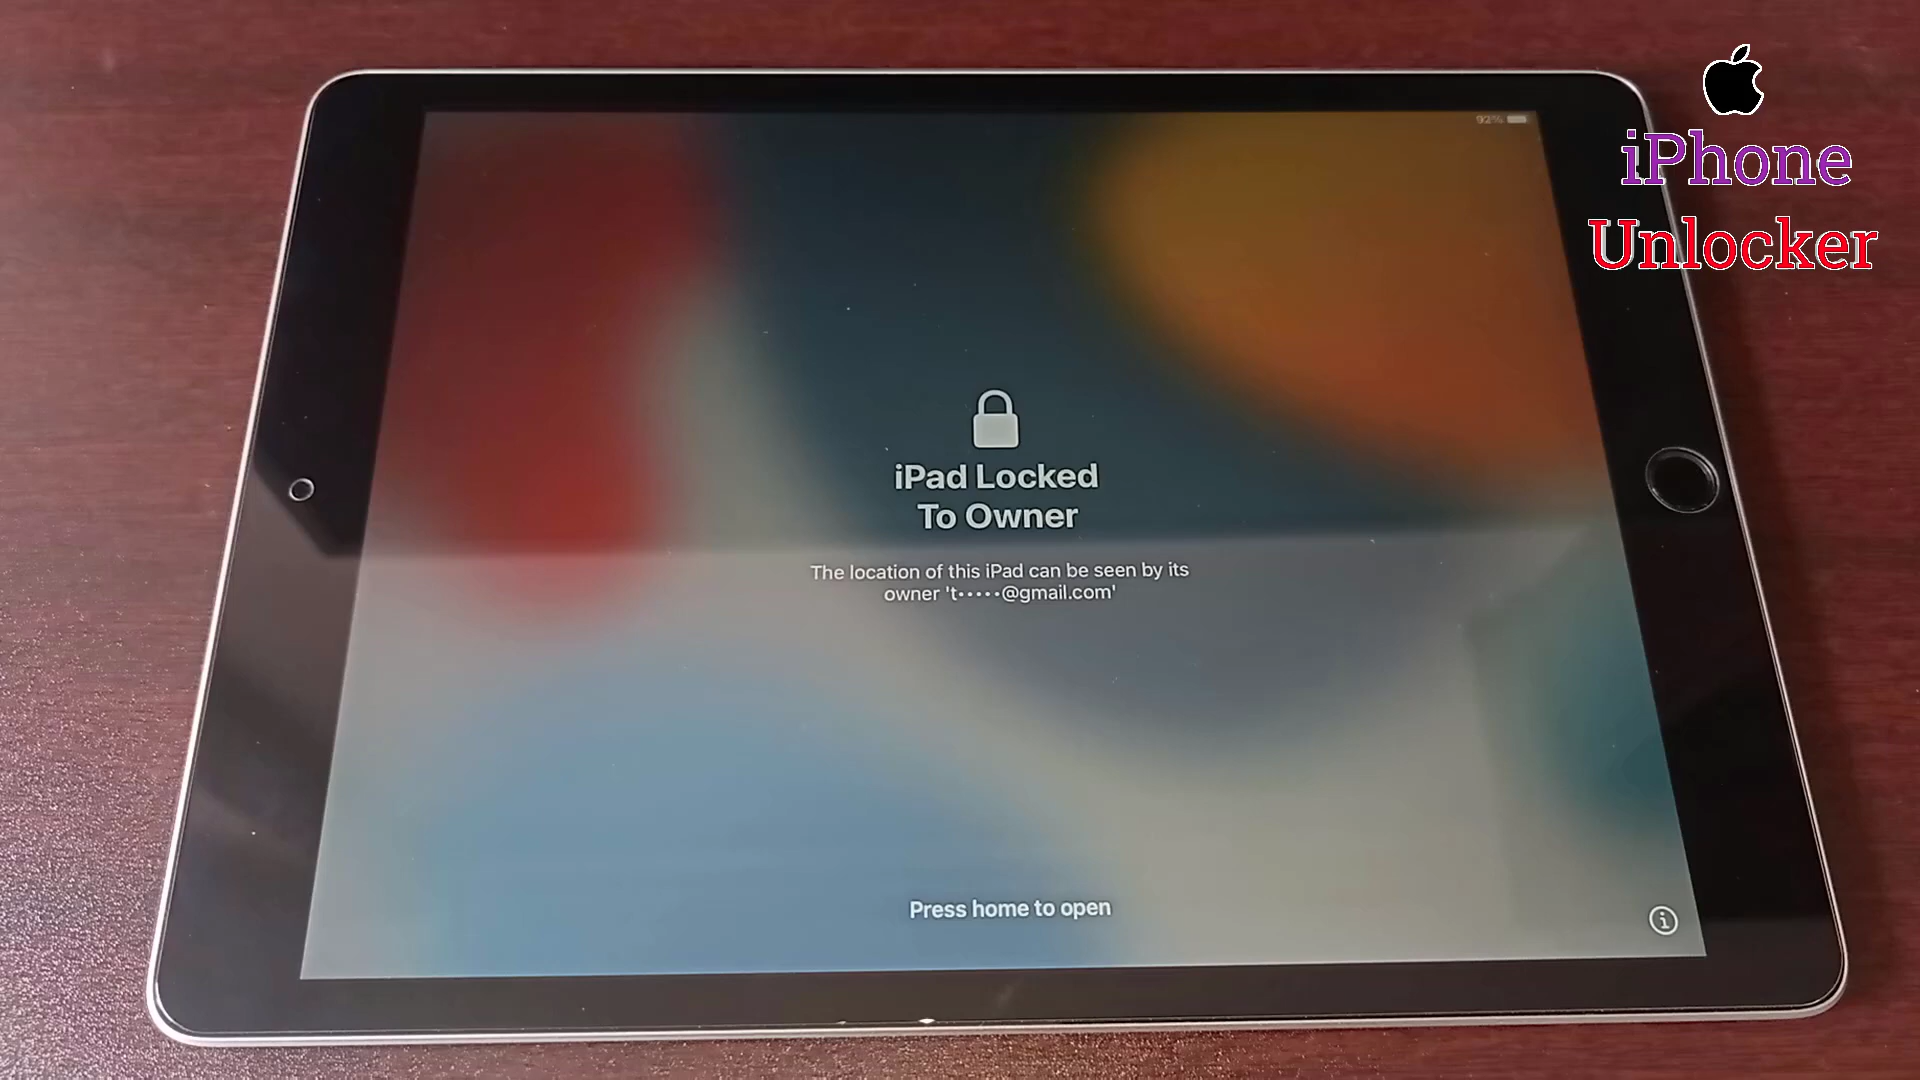 92%
iPhone
Unlocker
iPad Locked
To Owner
The location of this iPad can be seen by its
owner 't•••••@gmail.com'
Press home to open